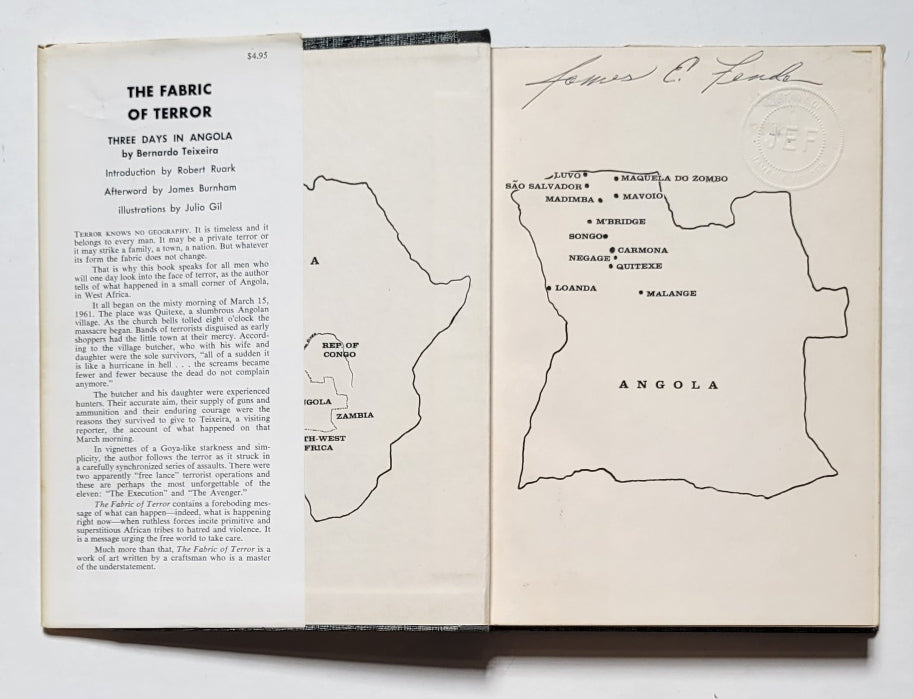 $4.95
THE FABRIC
OF TERROR
THREE DAYS IN ANGOLA
by Bernardo Teixeira
Introduction by Robert Ruark
Afterword by James Burnham
illustrations by Julio Gil
TERROR KNOWS NO GEOGRAPHY. It is timeless and it
belongs to every man. It may be a private terror or
it may strike a family, a town, a nation. But whatever
its form the fabric does not change.
That is why this book speaks for all men who
will one day look into the face of terror, as the author
tells of what happened in a small corner of Angola,
in West Africa.
It all began on the misty morning of March 15,
1961. The place was Quitexe, a slumbrous Angolan
village. As the church bells tolled eight o'clock the
massacre began. Bands of terrorists disguised as early
shoppers had the little town at their mercy. Accord-
ing to the village butcher, who with his wife and
daughter were the sole survivors, "all of a sudden it
is like a hurricane in hell . . . the screams became
fewer and fewer because the dead do not complain
anymore."
The butcher and his daughter were experienced
hunters. Their accurate aim, their supply of guns and
ammunition and their enduring courage were the
reasons they survived to give to Teixeira, a visiting
reporter, the account of what happened on that
March morning.
In vignettes of a Goya-like starkness and sim-
plicity, the author follows the terror as it struck in
a carefully synchronized series of assaults. There were
two apparently "free lance" terrorist operations and
these are perhaps the most unforgettable of the
eleven: "The Execution" and "The Avenger."
The Fabric of Terror contains a foreboding mes-
sage of what can happen—indeed, what is happening
right now—when ruthless forces incite primitive and
superstitious African tribes to hatred and violence. It
is a message urging the free world to take care.
Much more than that, The Fabric of Terror is a
work of art written by a craftsman who is a master
of the understatement.
A
REP OF
CONGO
GOLA
ZAMBIA
TH-WEST
FRICA
James E. Fender
JEF
LUVO
MAQUELA DO ZOMBO
SÃO SALVADOR
MADIMBA
MAVOIO
M'BRIDGE
SONGO
CARMONA
NEGAGE
QUITEXE
LOANDA
MALANGE
ANGOLA